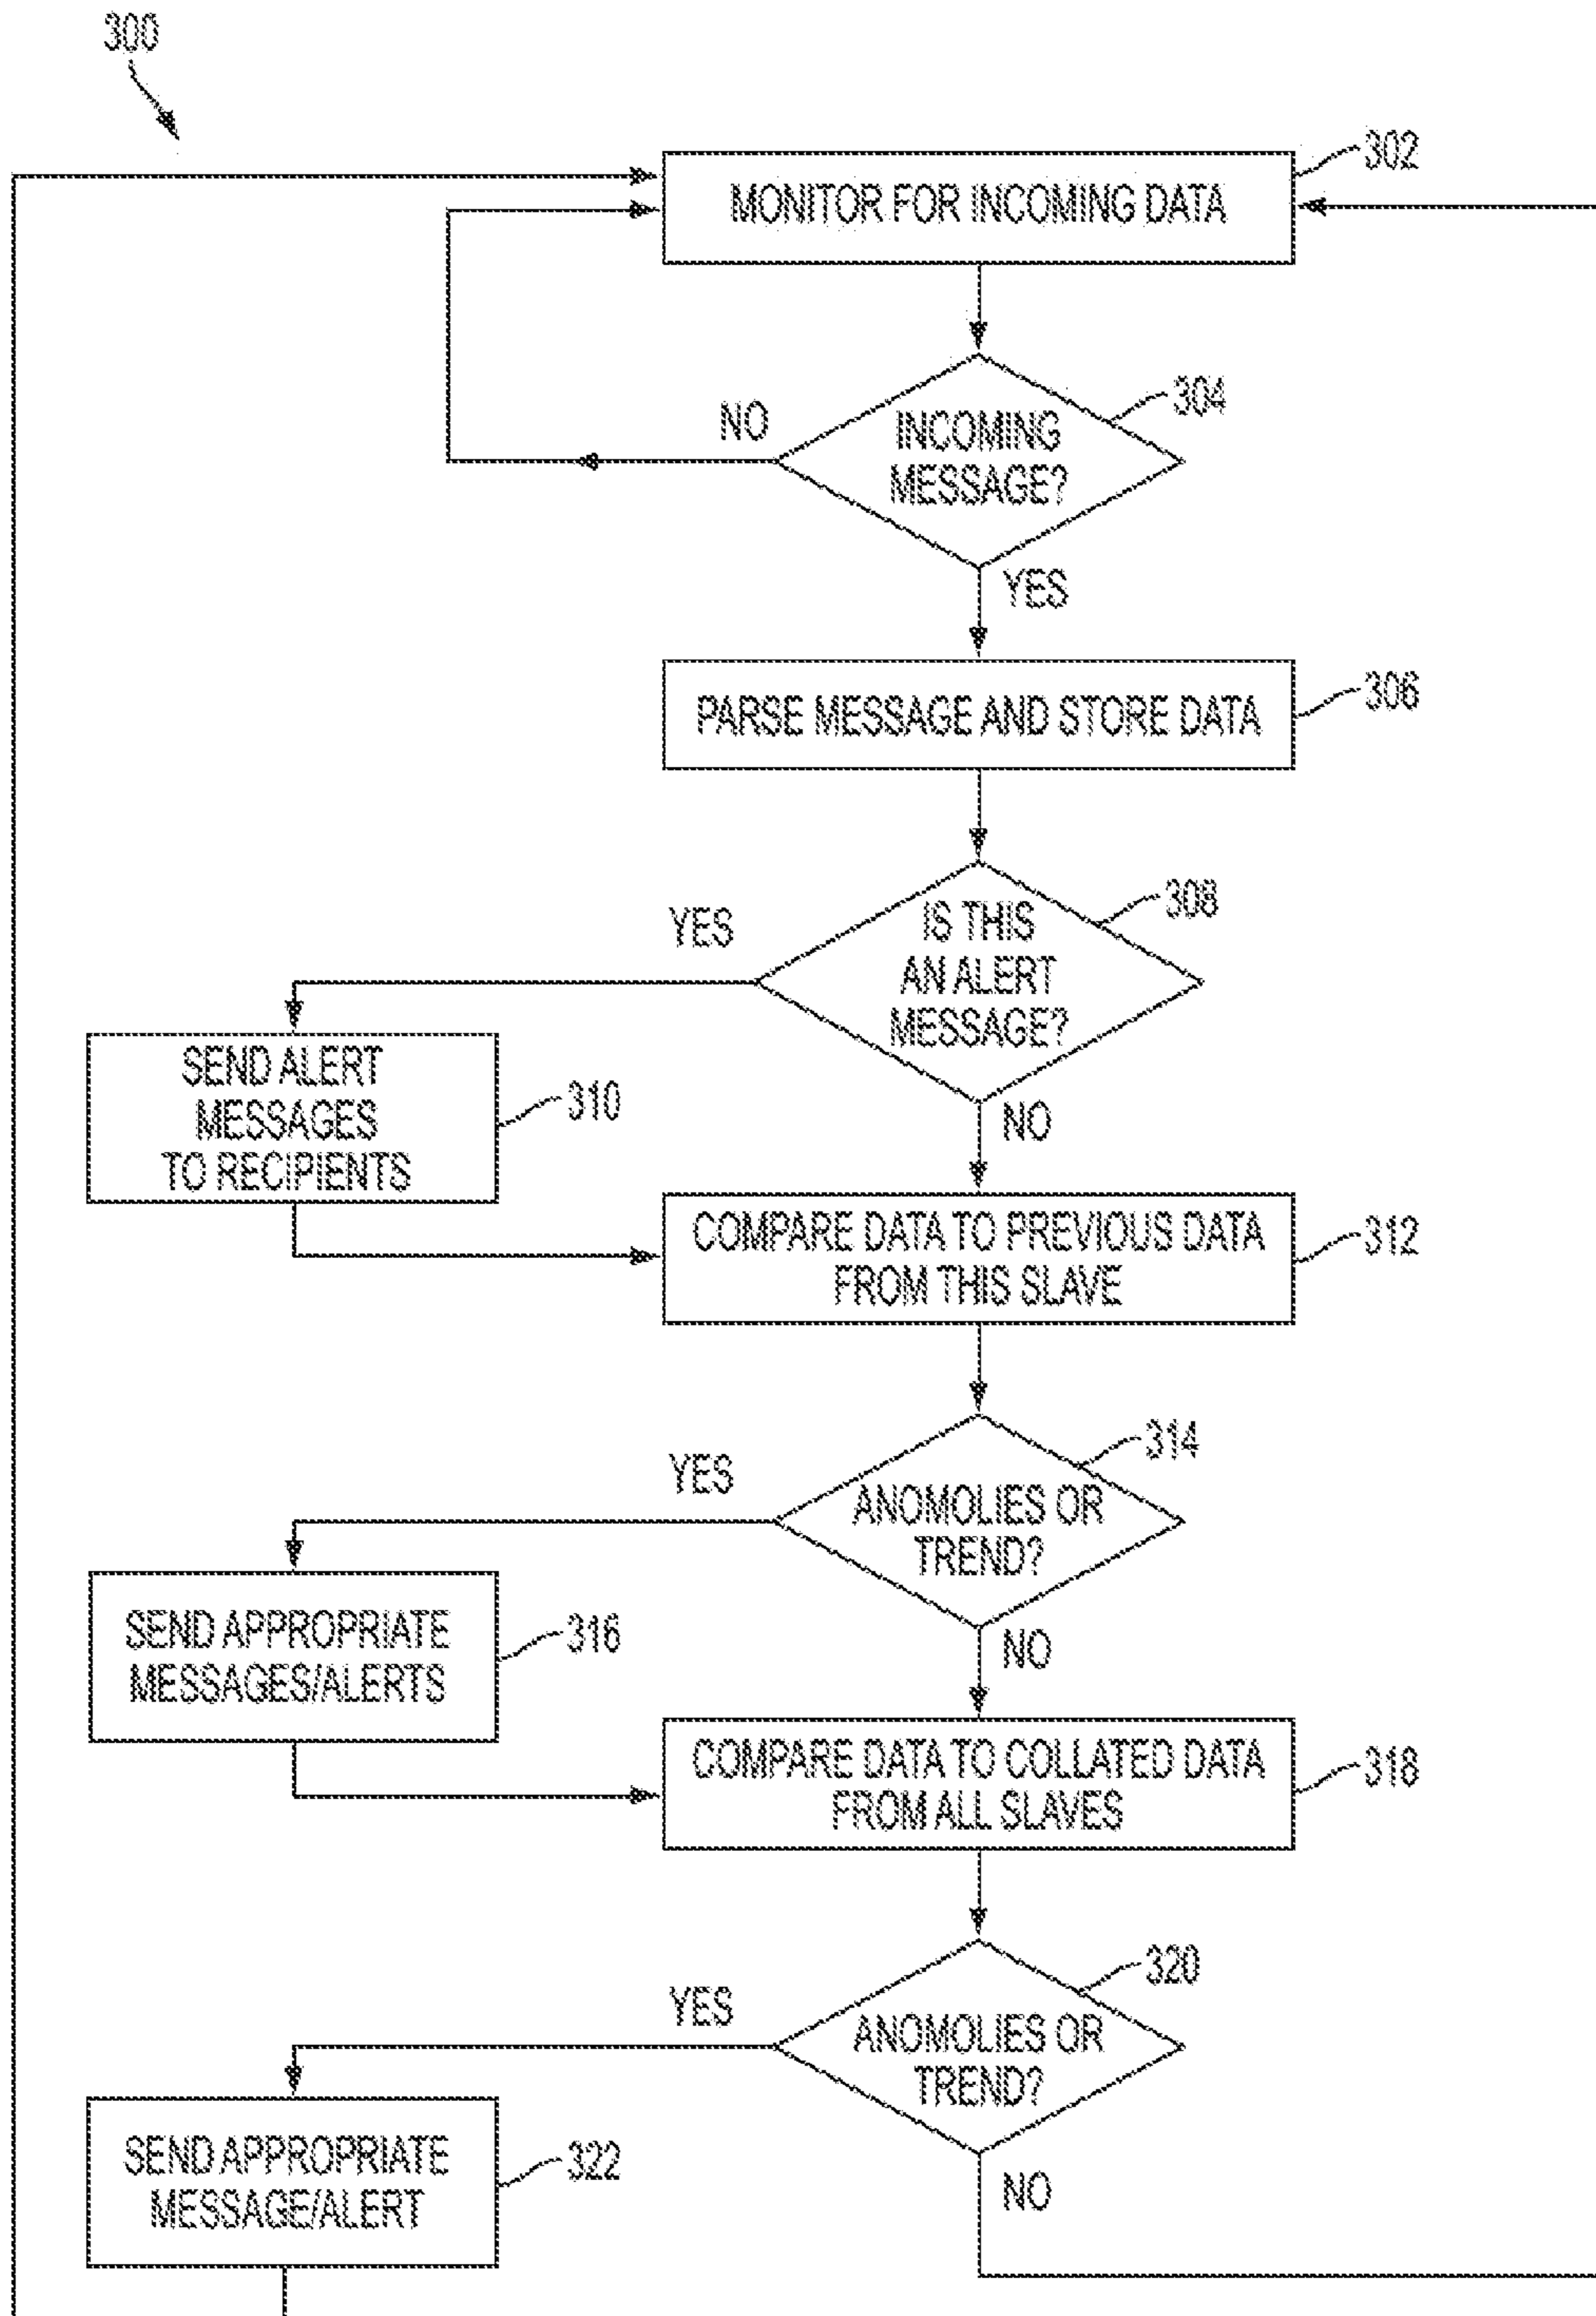 300
302
MONITOR FOR INCOMING DATA
304
NO
INCOMING
MESSAGE?
YES
306
PARSE MESSAGE AND STORE DATA
308
YES
IS THIS
AN ALERT
MESSAGE?
SEND ALERT
MESSAGES
TO RECIPIENTS
310
NO
COMPARE DATA TO PREVIOUS DATA
FROM THIS SLAVE
312
314
YES
ANOMOLIES OR
TREND?
SEND APPROPRIATE
MESSAGES/ALERTS
316
NO
COMPARE DATA TO COLLATED DATA
FROM ALL SLAVES
318
320
YES
ANOMOLIES OR
TREND?
SEND APPROPRIATE
MESSAGE/ALERT
322
NO